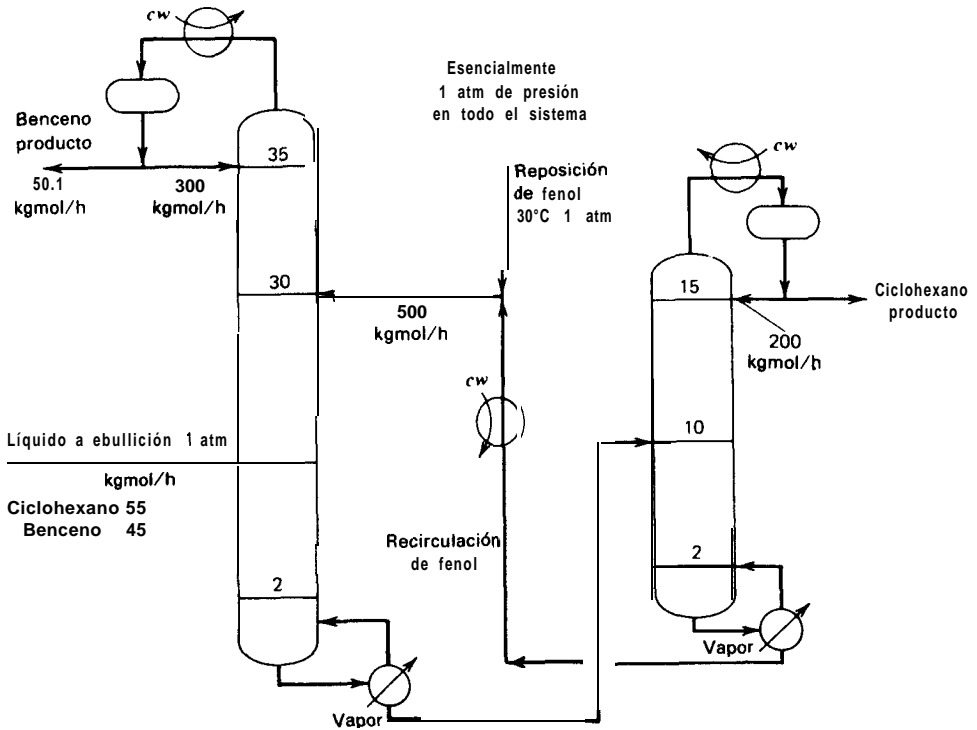 cw
Esencialmente
1 atm de presión
en todo el sistema
Benceno
producto
50.1
kgmol/h
300
kgmol/h
35
Reposición
de fenol
30°C 1 atm
cw
30
500
kgmol/h
15
Ciclohexano
producto
200
kgmol/h
cw
Líquido a ebullición 1 atm
kgmol/h
Ciclohexano 55
Benceno 45
10
Recirculación
de fenol
2
2
Vapor
Vapor